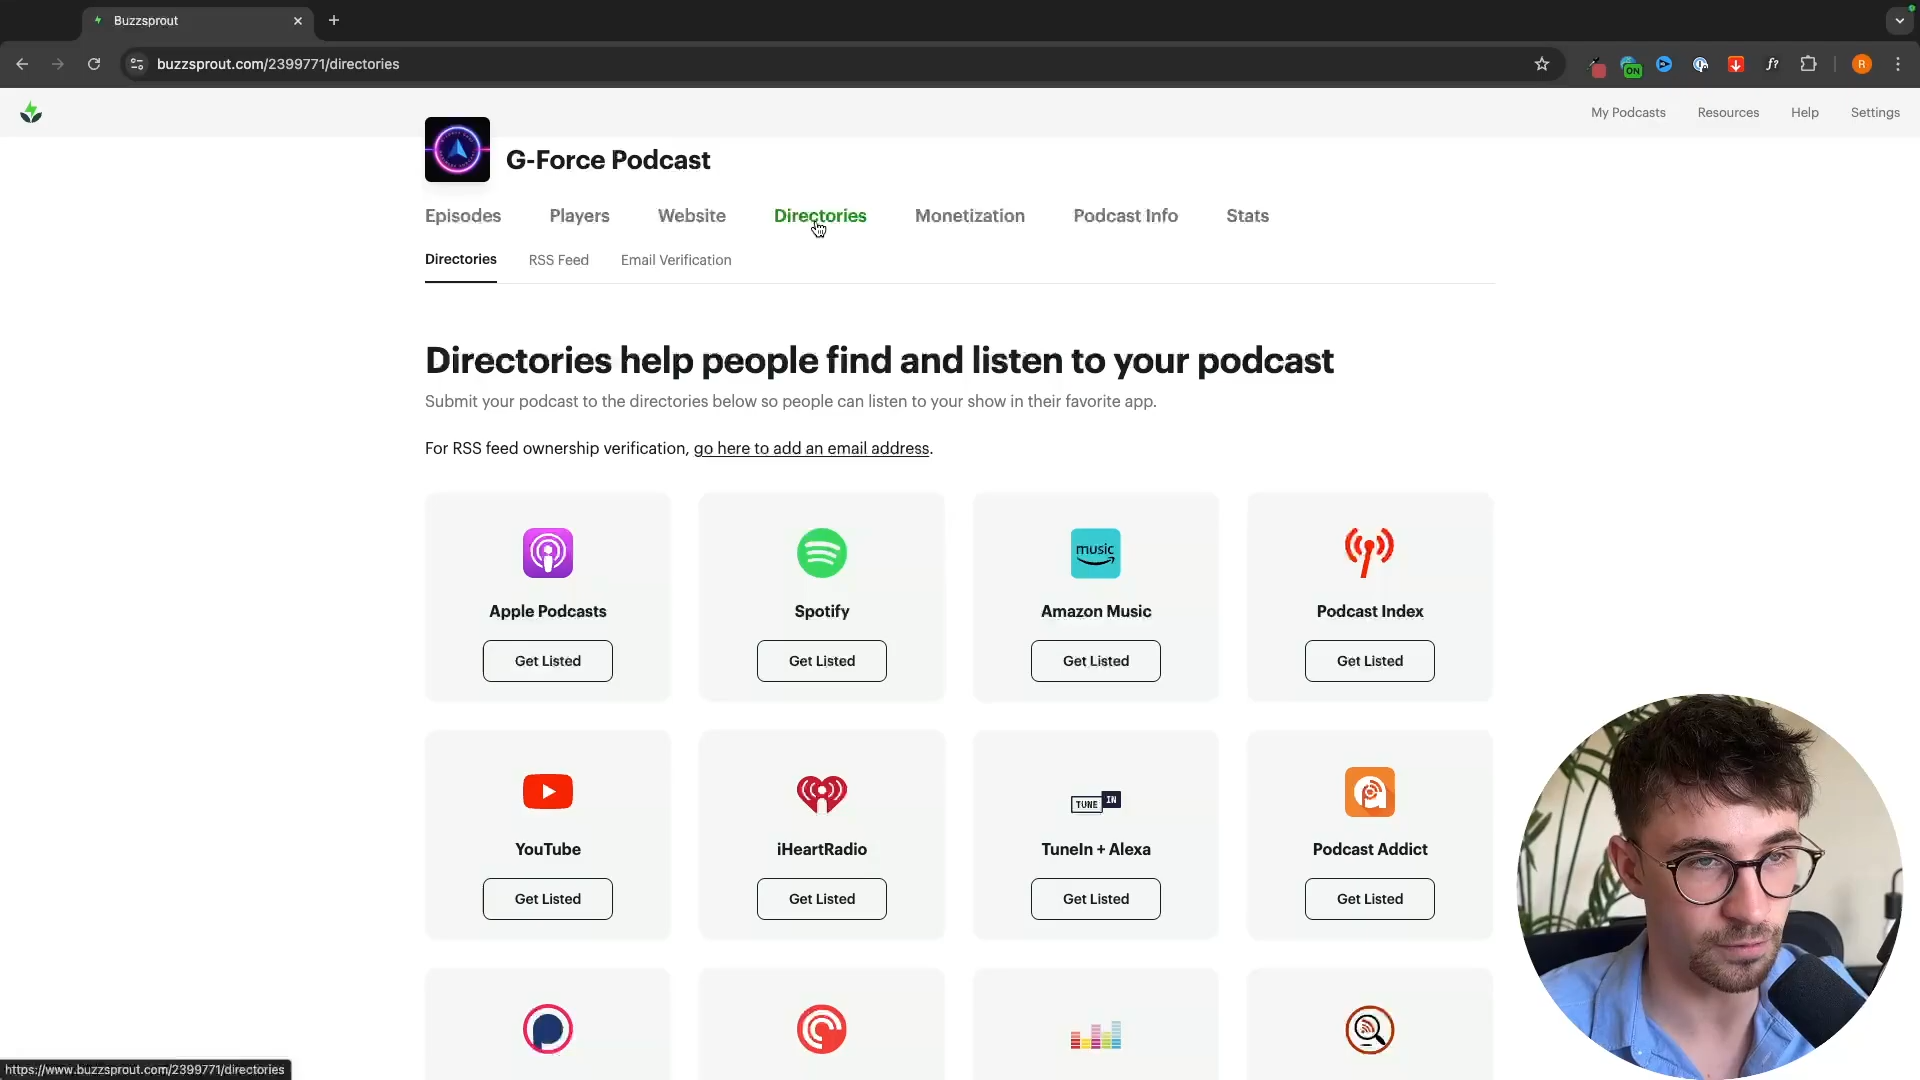 Buzzsprout
buzzsprout.com/2399771/directories
ON
f?
R
My Podcasts
Resources
Help
Settings
G-Force Podcast
Episodes
Players
Website
Directories
Monetization
Podcast Info
Stats
Directories
RSS Feed
Email Verification
Directories help people find and listen to your podcast
Submit your podcast to the directories below so people can listen to your show in their favorite app.
For RSS feed ownership verification, go here to add an email address.
music
Apple Podcasts
Spotify
Amazon Music
Podcast Index
Get Listed
Get Listed
Get Listed
Get Listed
TUNE IN
YouTube
iHeartRadio
TuneIn + Alexa
Podcast Addict
Get Listed
Get Listed
Get Listed
Get Listed
https://www.buzzsprout.com/2399771/directories